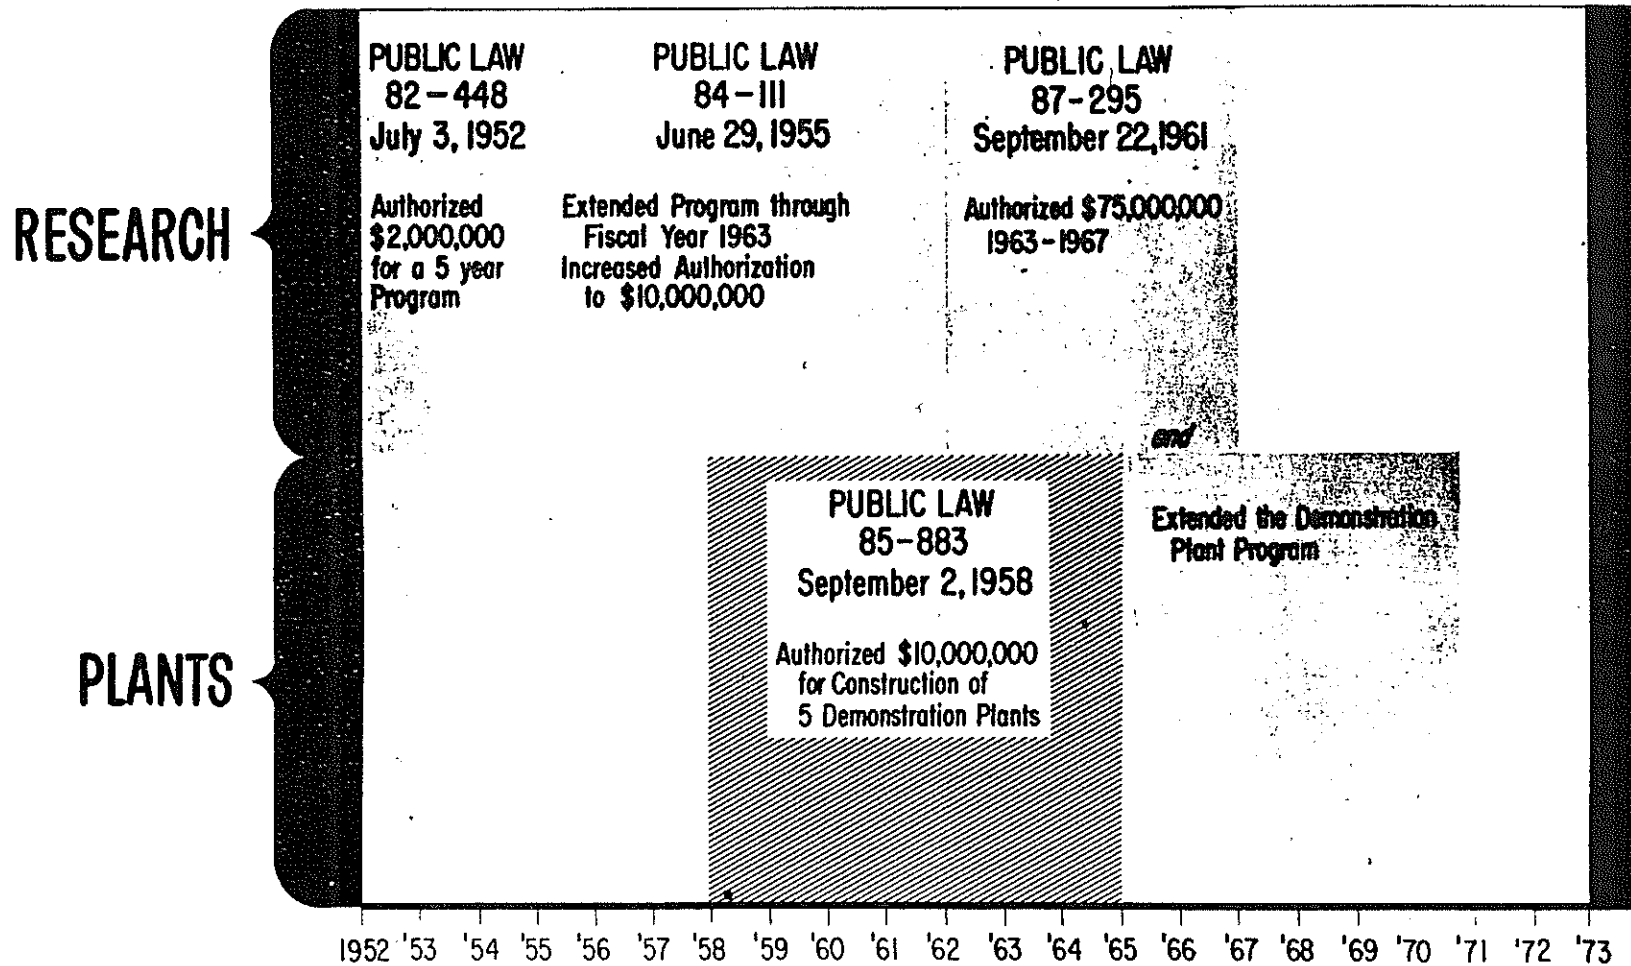 RESEARCH
PUBLIC LAW
82-448
July 3, 1952
Authorized
$2,000,000
for a 5 year
Program
PUBLIC LAW
84-111
June 29, 1955
Extended Program through
Fiscal Year 1963
Increased Authorization
to $10,000,000
PUBLIC LAW
87-295
September 22, 1961
Authorized $75,000,000
1963-1967
and
Extended the Demonstration
Plant Program
PLANTS
PUBLIC LAW
85-883
September 2, 1958
Authorized $10,000,000
for Construction of
5 Demonstration Plants
1952 '53 '54 '55 '56 '57 '58 '59 '60 '61 '62 '63 '64 '65 '66 '67 '68 '69 '70 '71 '72 '73